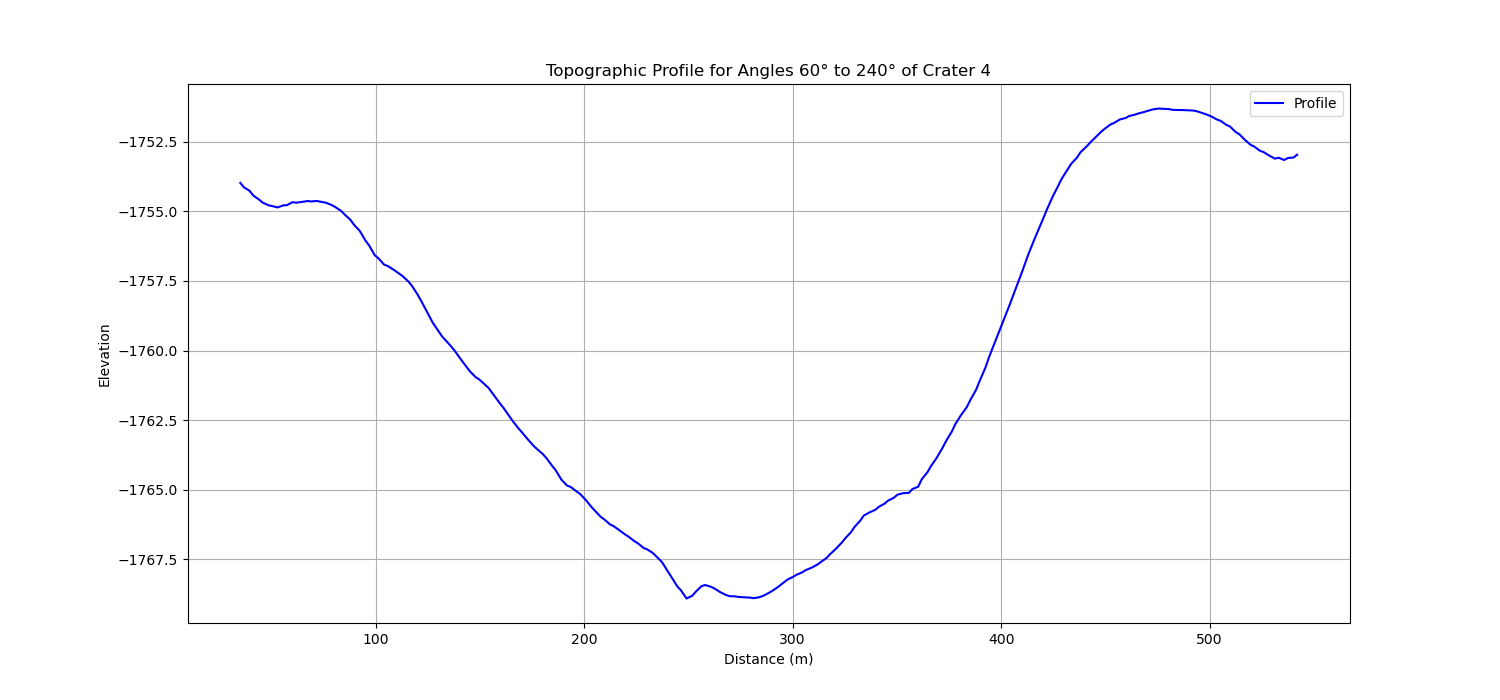 Topographic Profile for Angles 60° to 240° of Crater 4
Profile
−1752.5
−1755.0
−1757.5
−1760.0
−1762.5
−1765.0
−1767.5
Elevation
100 200 300 400 500
Distance (m)